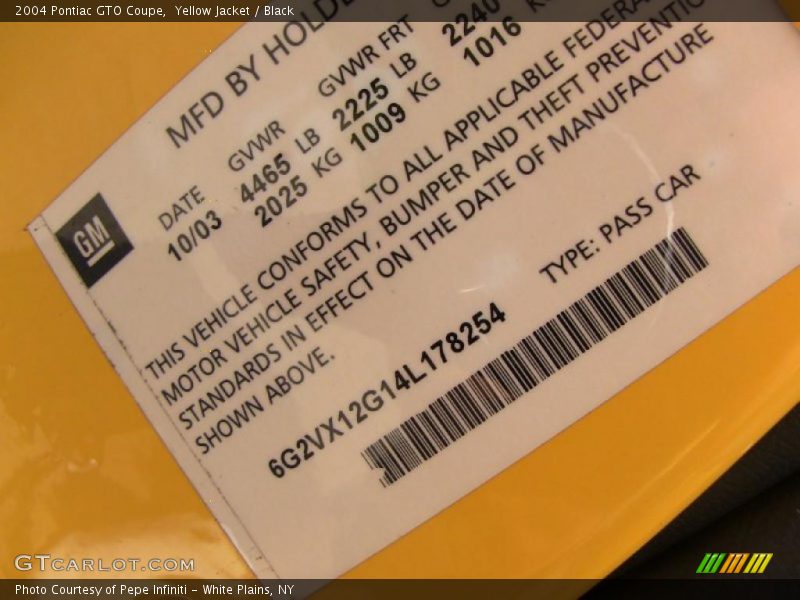 2004 Pontiac GTO Coupe, Yellow Jacket / Black
MFD BY
DATE GVWR GVWR FRT
10/03 4465 LB 2225 LB 2240
2025 KG 1009 KG 1016
GM
THIS VEHICLE CONFORMS TO ALL APPLICABLE
MOTOR VEHICLE SAFETY, BUMPER AND THEFT
STANDARDS IN EFFECT ON THE DATE OF MANUFACTURE
SHOWN ABOVE.
6G2VX12G14L178254 TYPE: PASS CAR
GTCARLOT.COM
Photo Courtesy of Pepe Infiniti - White Plains, NY